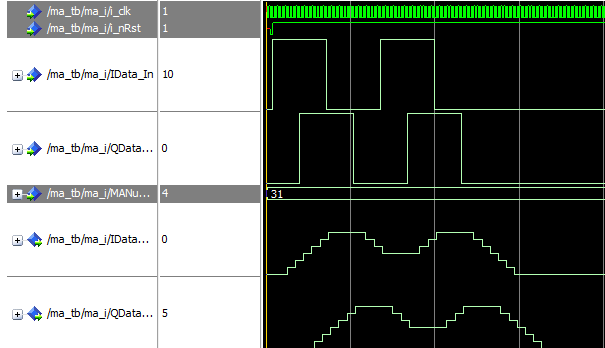 /ma_tb/ma_i/i_clk 1
/ma_tb/ma_i/i_nRst 1
/ma_tb/ma_i/IData_In 10
/ma_tb/ma_i/QData... 0
/ma_tb/ma_i/MANu... 4 31
/ma_tb/ma_i/IData... 0
/ma_tb/ma_i/QData... 5